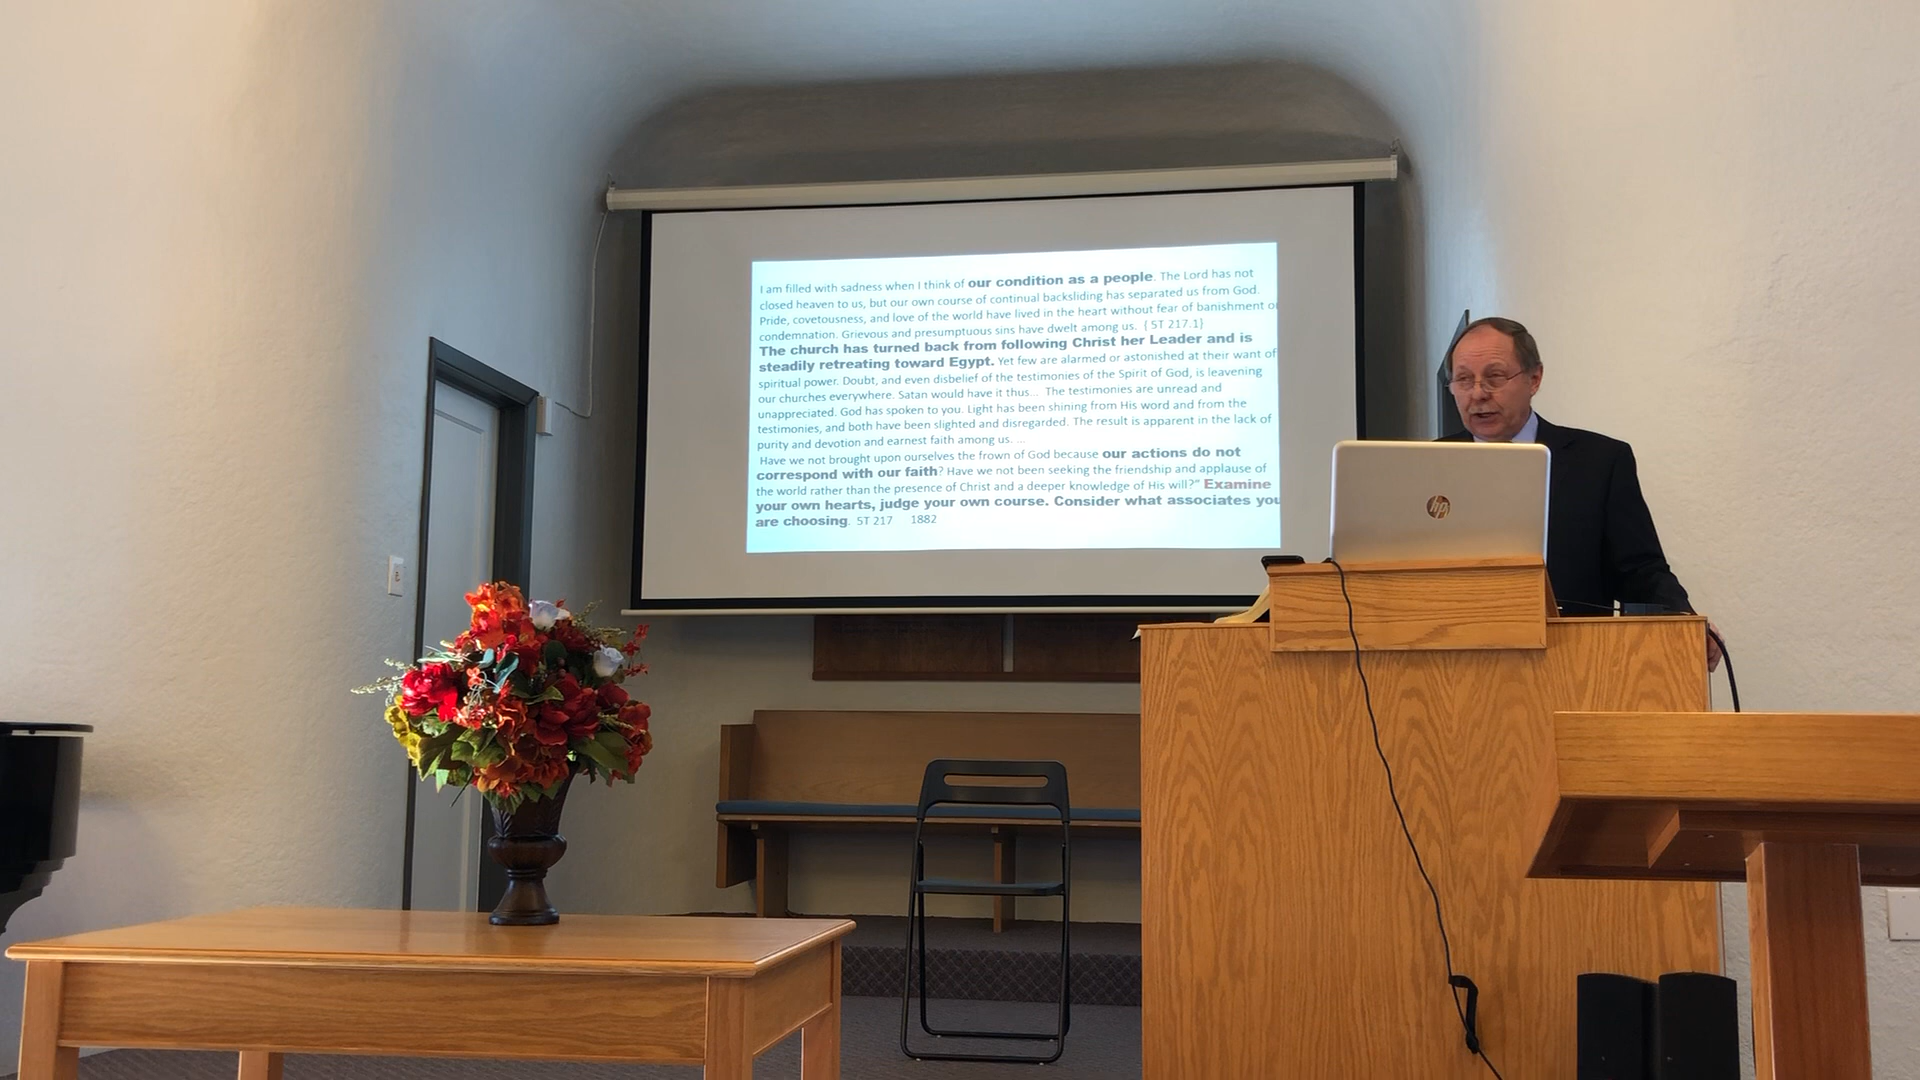 I am filled with sadness when I think of our condition as a people. The Lord has not
closed heaven to us, but our own course of continual backsliding has separated us from God.
Pride, covetousness, and love of the world have lived in the heart without fear of banishment or
condemnation. Grievous and presumptuous sins have dwelt among us. { 5T 217.1}
The church has turned back from following Christ her Leader and is
steadily retreating toward Egypt. Yet few are alarmed or astonished at their want of
spiritual power. Doubt, and even disbelief of the testimonies of the Spirit of God, is leavening
our churches everywhere. Satan would have it thus... The testimonies are unread and
unappreciated. God has spoken to you. Light has been shining from His word and from the
testimonies, and both have been slighted and disregarded. The result is apparent in the lack of
purity and devotion and earnest faith among us. ...
Have we not brought upon ourselves the frown of God because our actions do not
correspond with our faith? Have we not been seeking the friendship and applause of
the world rather than the presence of Christ and a deeper knowledge of His will?" Examine
your own hearts, judge your own course. Consider what associates you
are choosing. 5T 217 1882
hp